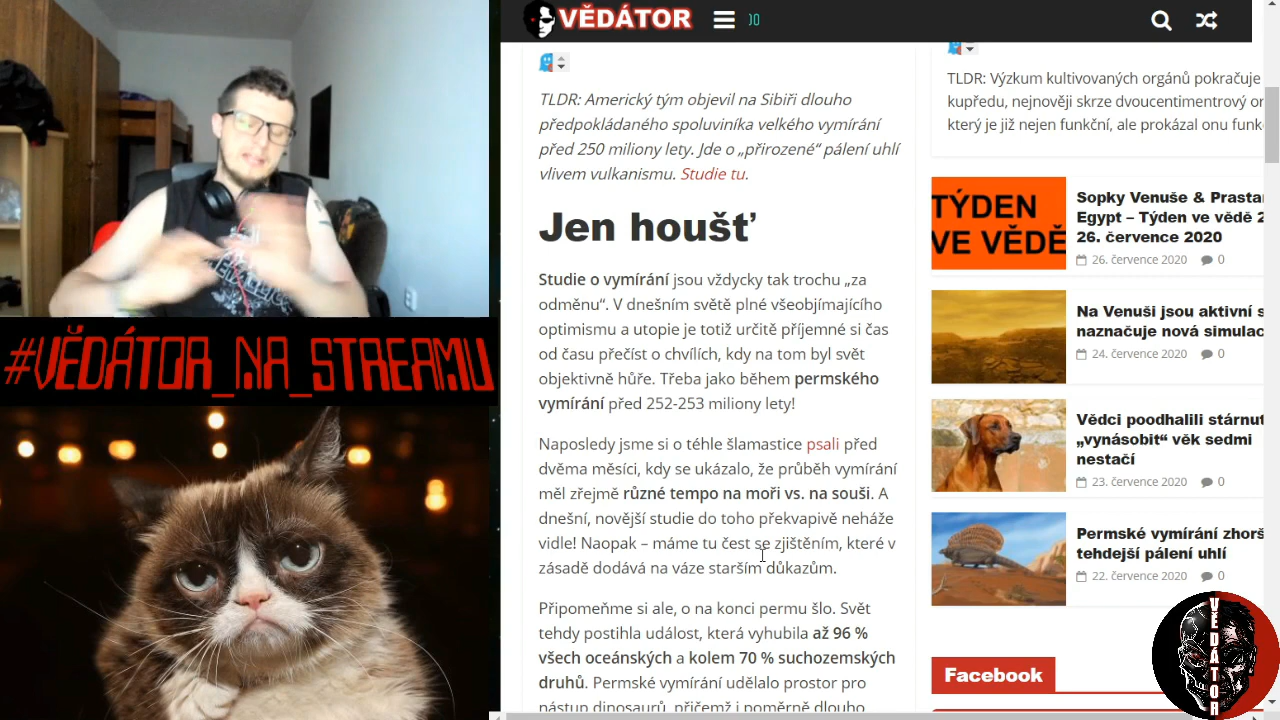 VĚDÁTOR
TLDR: Americký tým objevil na Sibiři dlouho
předpokládaného spoluviníka velkého vymírání
před 250 miliony lety. Jde o „přirozené“ pálení uhlí
vlivem vulkanismu. Studie tu.
Jen houšť
Studie o vymírání jsou vždycky tak trochu „za
odměnu“. V dnešním světě plné všeobjímajícího
optimismu a utopie je totiž určitě příjemné si čas
od času přečíst o chvílích, kdy na tom byl svět
objektivně hůře. Třeba jako během permského
vymírání před 252-253 miliony lety!
Naposledy jsme si o téhle šlamastice psali před
dvěma měsíci, kdy se ukázalo, že průběh vymírání
měl zřejmě různé tempo na moři vs. na souši. A
dnešní, novější studie do toho překvapivě neháže
vidle! Naopak – máme tu čest se zjištěním, které v
zásadě dodává na váze starším důkazům.
Připomeňme si ale, o na konci permu šlo. Svět
tehdy postihla událost, která vyhubila až 96 %
všech oceánských a kolem 70 % suchozemských
druhů. Permské vymírání udělalo prostor pro
nástup dinosaurů, přičemž i poměrně dlouho
TLDR: Výzkum kultivovaných orgánů pokračuje
kupředu, nejnověji skrze dvoucentimetrový or
který je již nejen funkční, ale prokázal onu funk
TÝDEN
VE VĚDĚ
Sopky Venuše & Prastar
Egypt – Týden ve vědě 2
26. července 2020
26. července 2020 0
Na Venuši jsou aktivní s
naznačuje nová simulac
24. července 2020 0
Vědci poodhalili stárnut
„vynásobit“ věk sedmi
nestačí
23. července 2020 0
Permské vymírání zhorš
tehdejší pálení uhlí
22. července 2020 0
Facebook
#VĚDÁTOR_NA_STREAMU
VĚDÁTOR